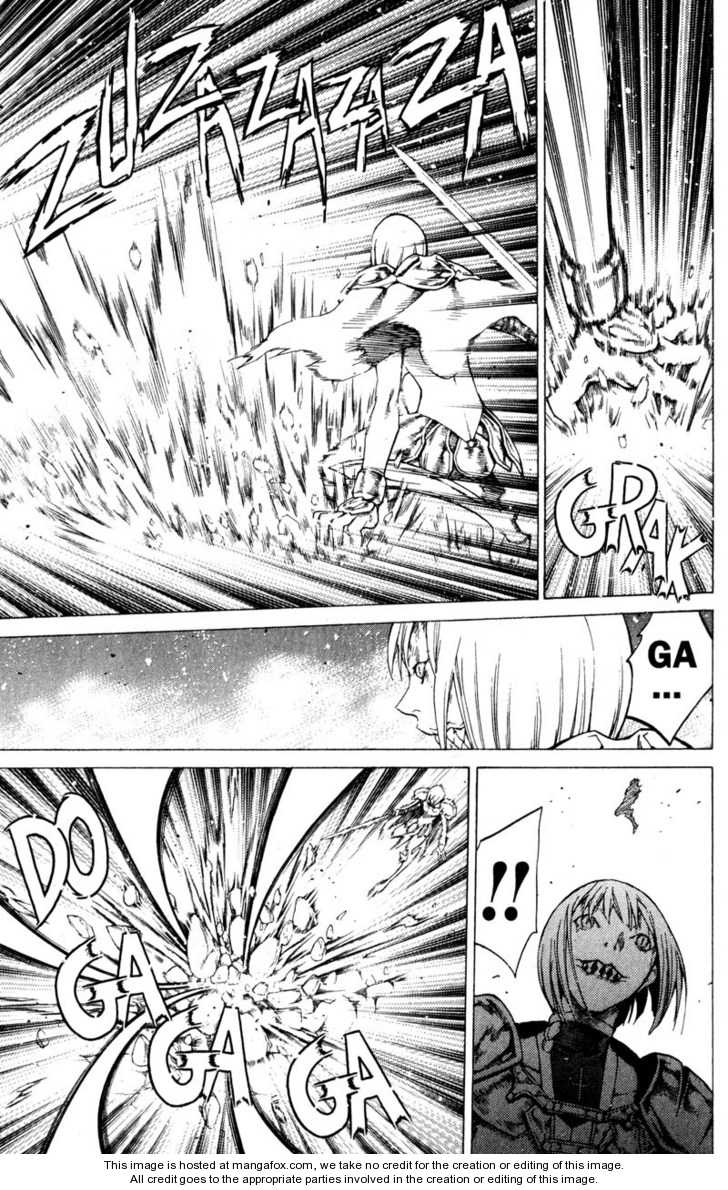 GRAK
ZUZAZAZAZA
GA
...
!!
DO
GA
GA
GA
This image is hosted at mangafox.com, we take no credit for the creation or editing of this image.
All credit goes to the appropriate parties involved in the creation or editing of this image.